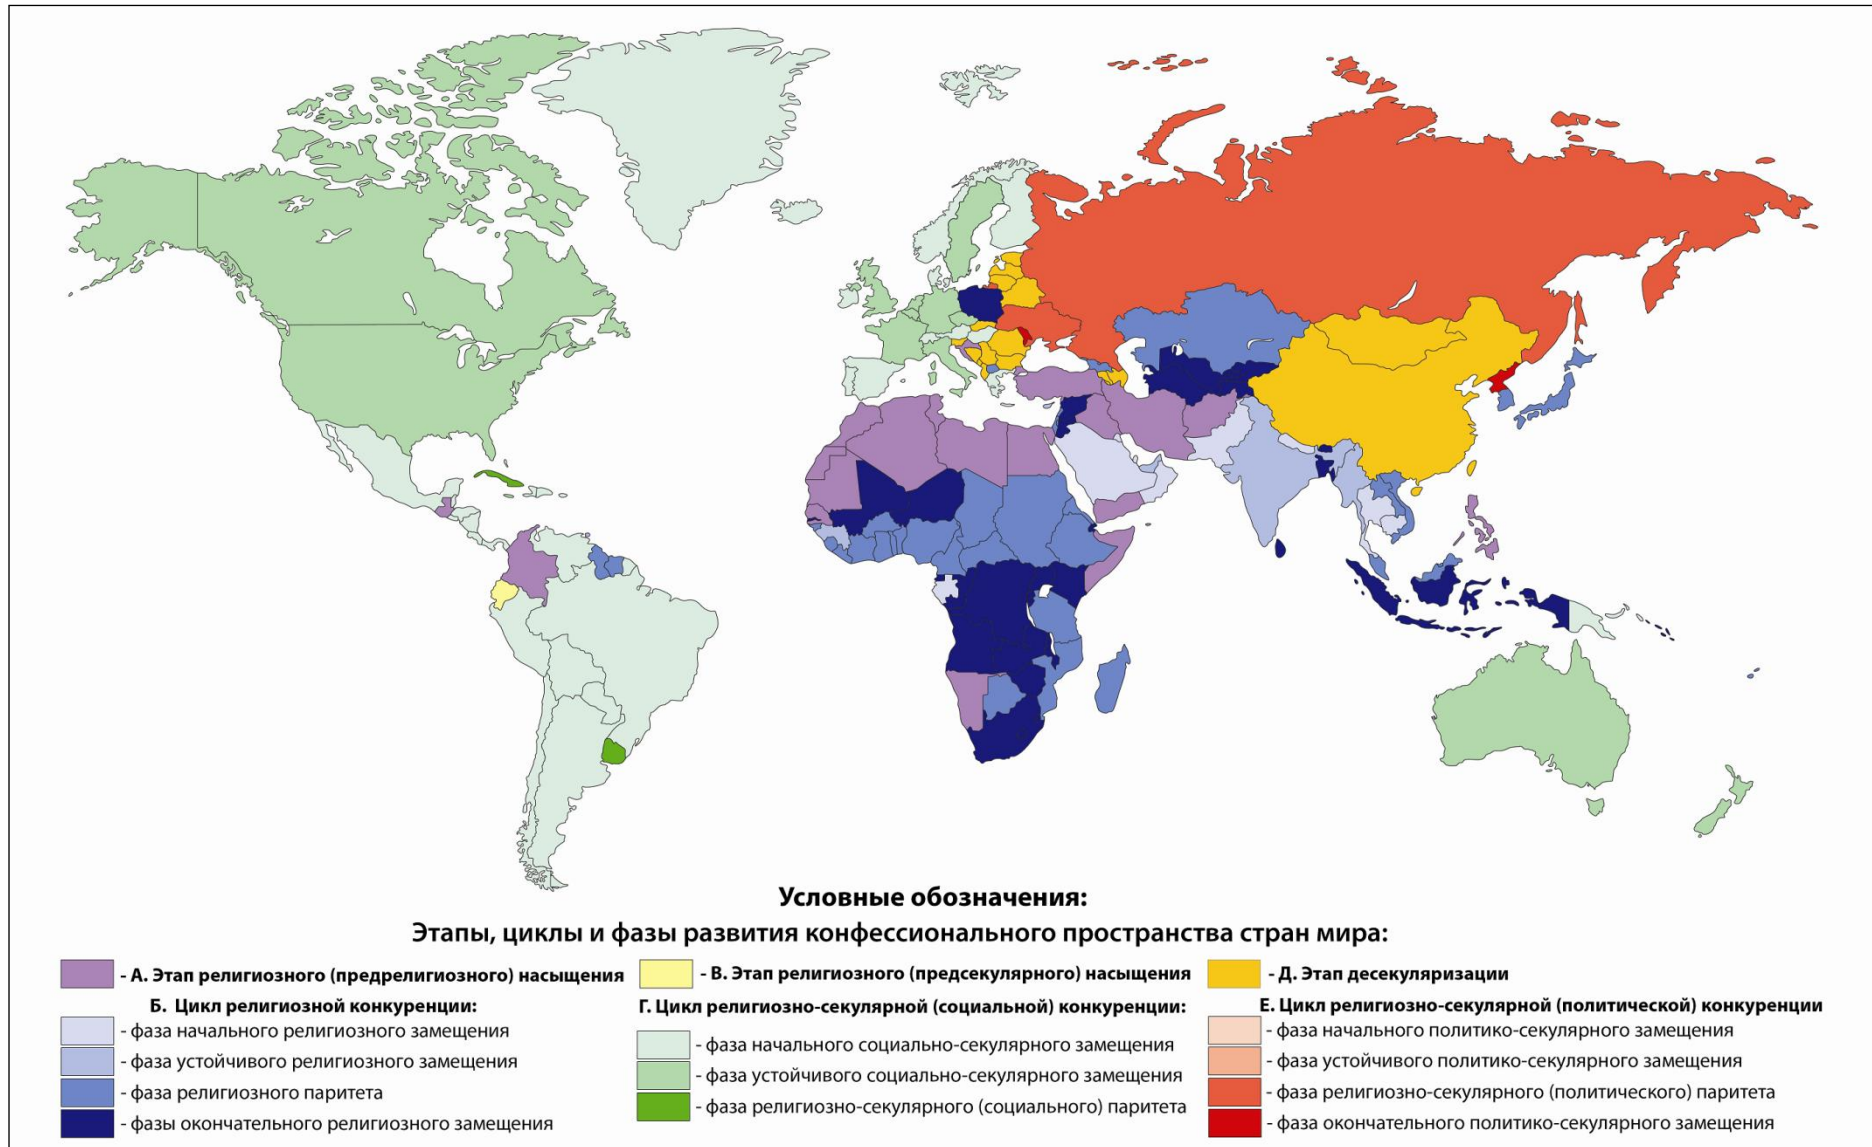 Условные обозначения:
Этапы, циклы и фазы развития конфессионального пространства стран мира:
- А. Этап религиозного (предрелигиозного) насыщения
Б. Цикл религиозной конкуренции:
- фаза начального религиозного замещения
- фаза устойчивого религиозного замещения
- фаза религиозного паритета
- фазы окончательного религиозного замещения
- В. Этап религиозного (предсекулярного) насыщения
Г. Цикл религиозно-секулярной (социальной) конкуренции:
- фаза начального социально-секулярного замещения
- фаза устойчивого социально-секулярного замещения
- фаза религиозно-секулярного (социального) паритета
- Д. Этап десекуляризации
Е. Цикл религиозно-секулярной (политической) конкуренции
- фаза начального политико-секулярного замещения
- фаза устойчивого политико-секулярного замещения
- фаза религиозно-секулярного (политического) паритета
- фаза окончательного политико-секулярного замещения